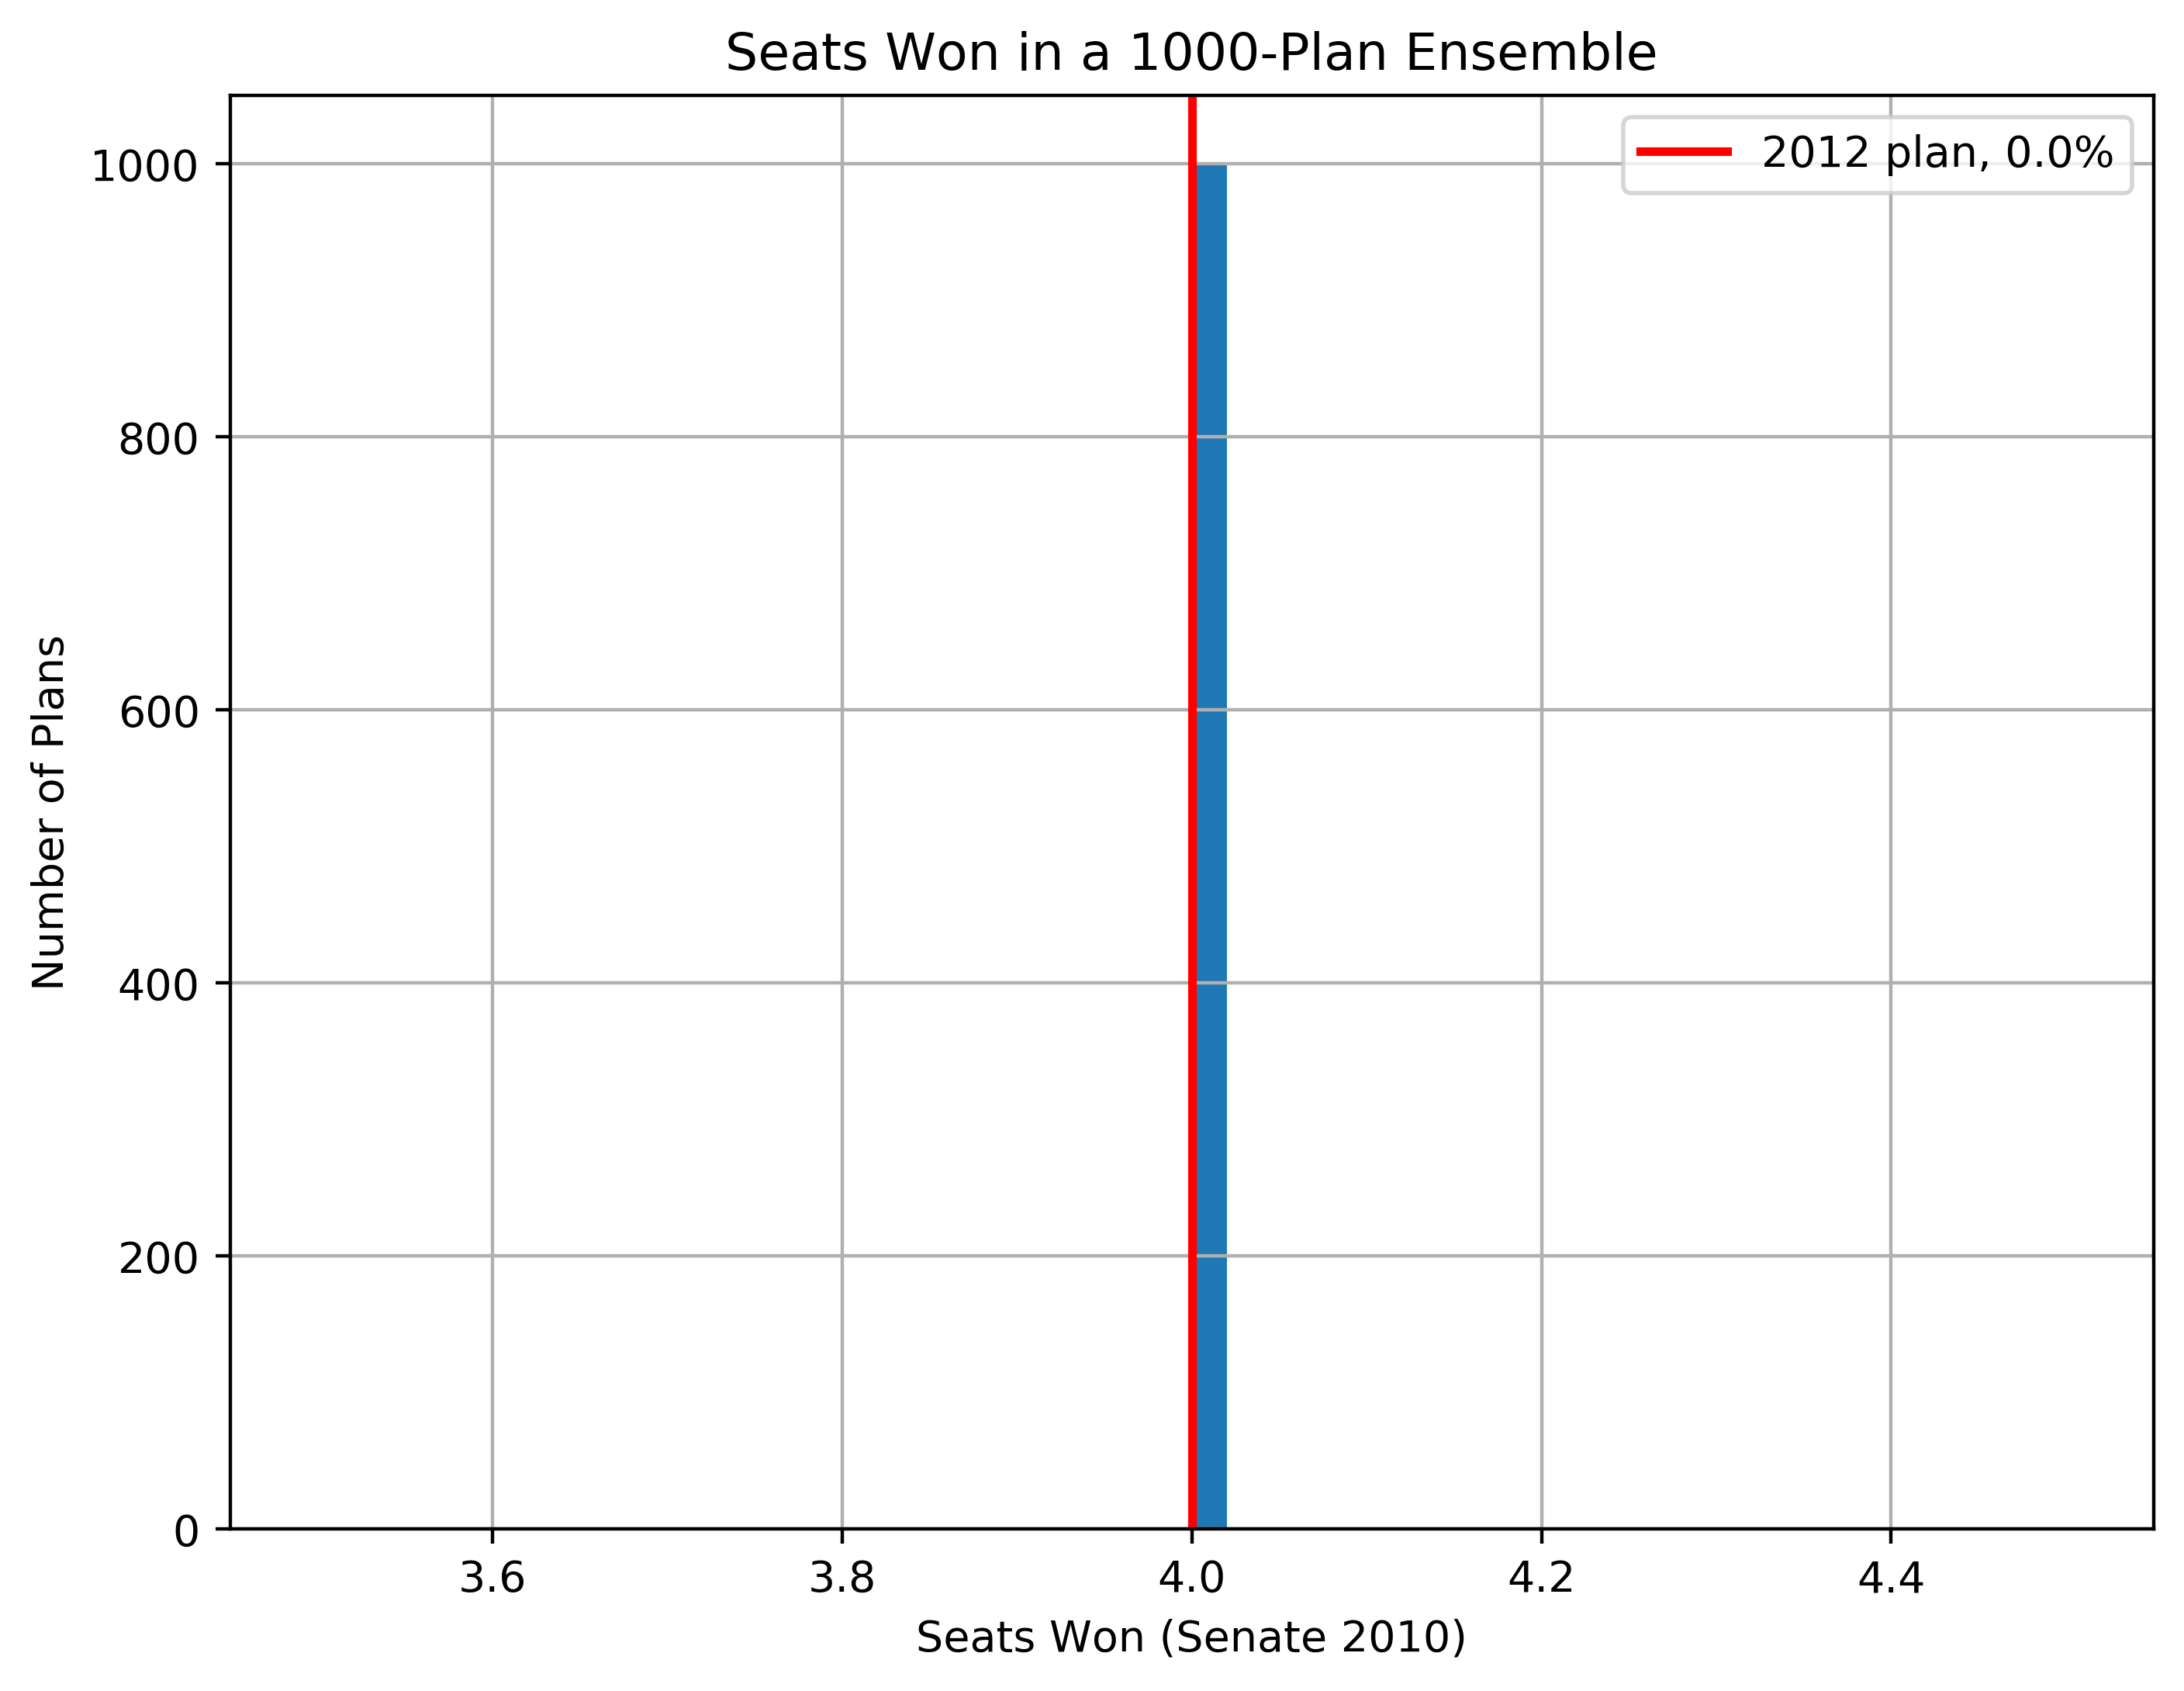 Seats Won in a 1000-Plan Ensemble
2012 plan, 0.0%
Number of Plans
1000
800
600
400
200
0
3.6 3.8 4.0 4.2 4.4
Seats Won (Senate 2010)